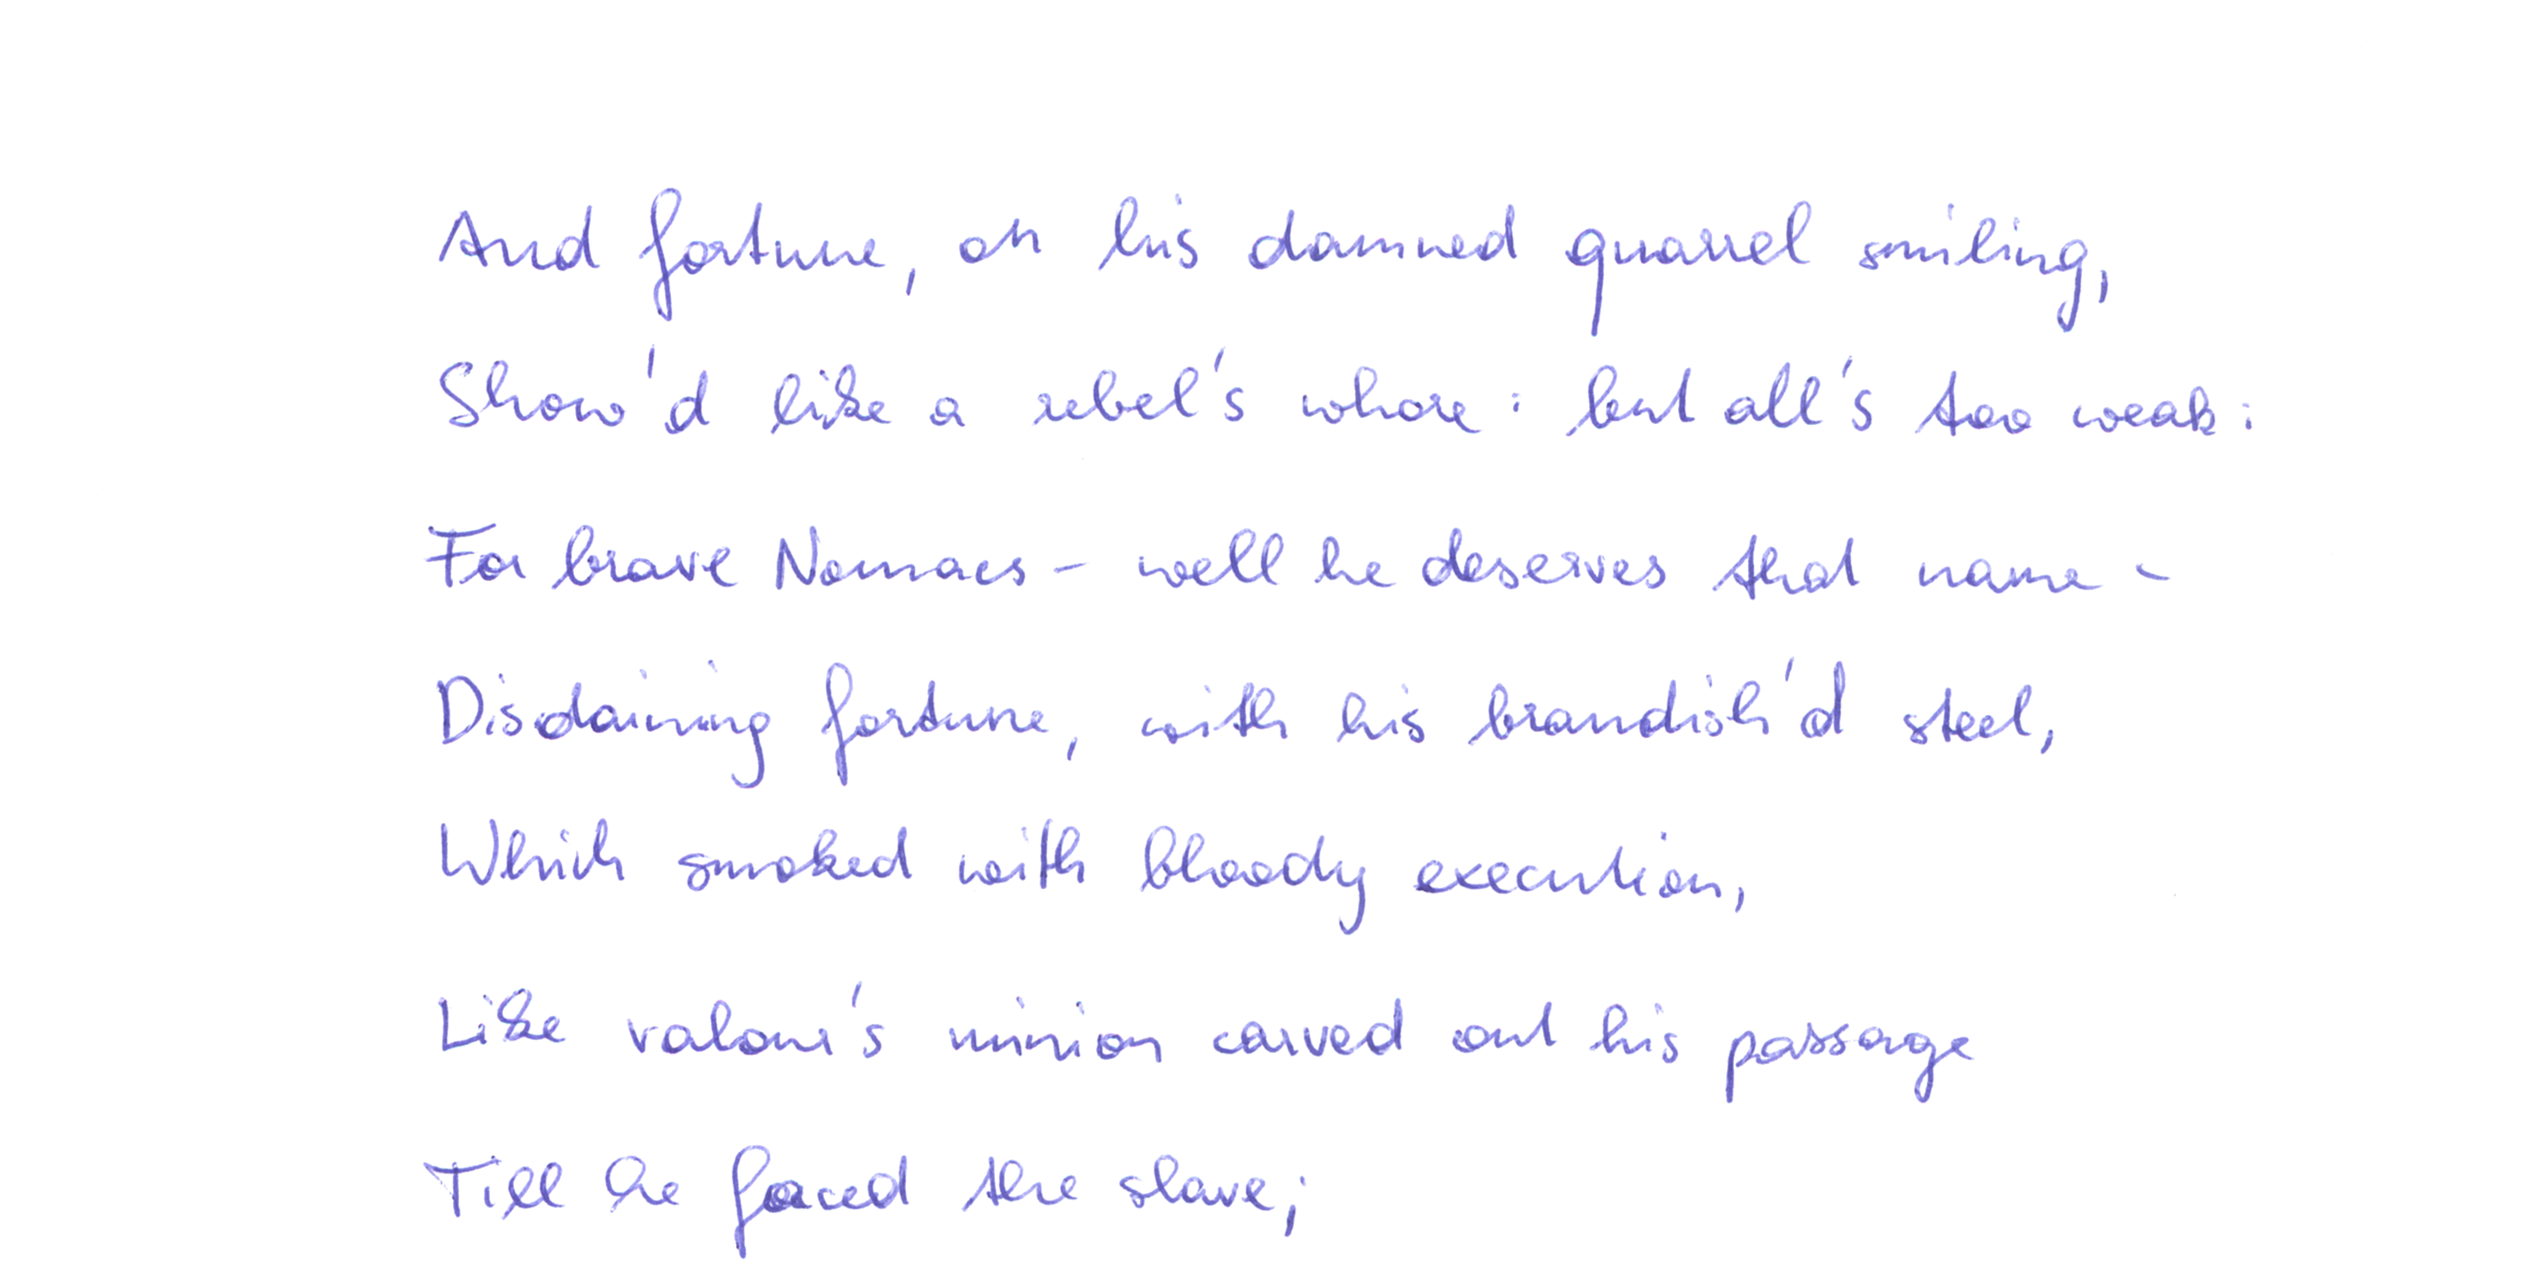 And fortune, on his damned quarrel smiling,
Show'd like a rebel's whore: but all's too weak:
For brave Nomacs - well he deserves that name -
Disdaining fortune, with his brandish'd steel,
Which smoked with bloody execution,
Like valour's minion carved out his passage
Till he faced the slave;